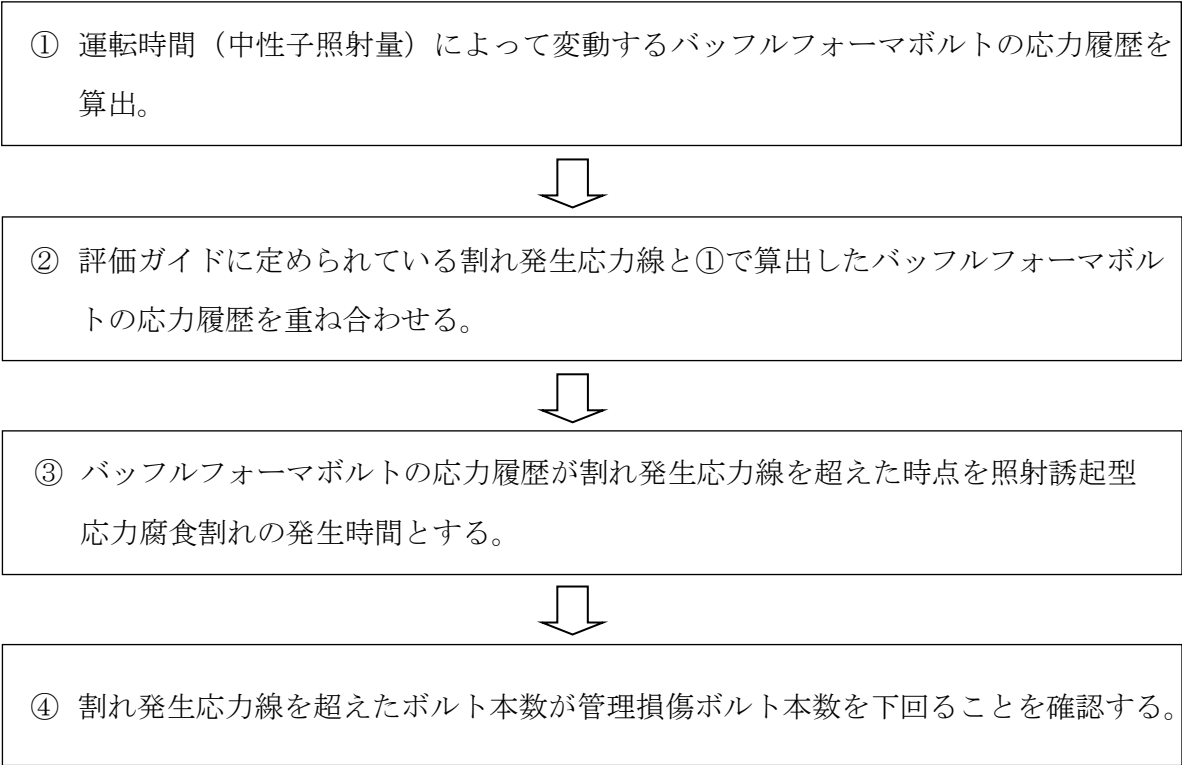 ① 運転時間（中性子照射量）によって変動するバッフルフォーマボルトの応力履歴を
算出。
② 評価ガイドに定められている割れ発生応力線と①で算出したバッフルフォーマボル
トの応力履歴を重ね合わせる。
③ バッフルフォーマボルトの応力履歴が割れ発生応力線を超えた時点を照射誘起型
応力腐食割れの発生時間とする。
④ 割れ発生応力線を超えたボルト本数が管理損傷ボルト本数を下回ることを確認する。